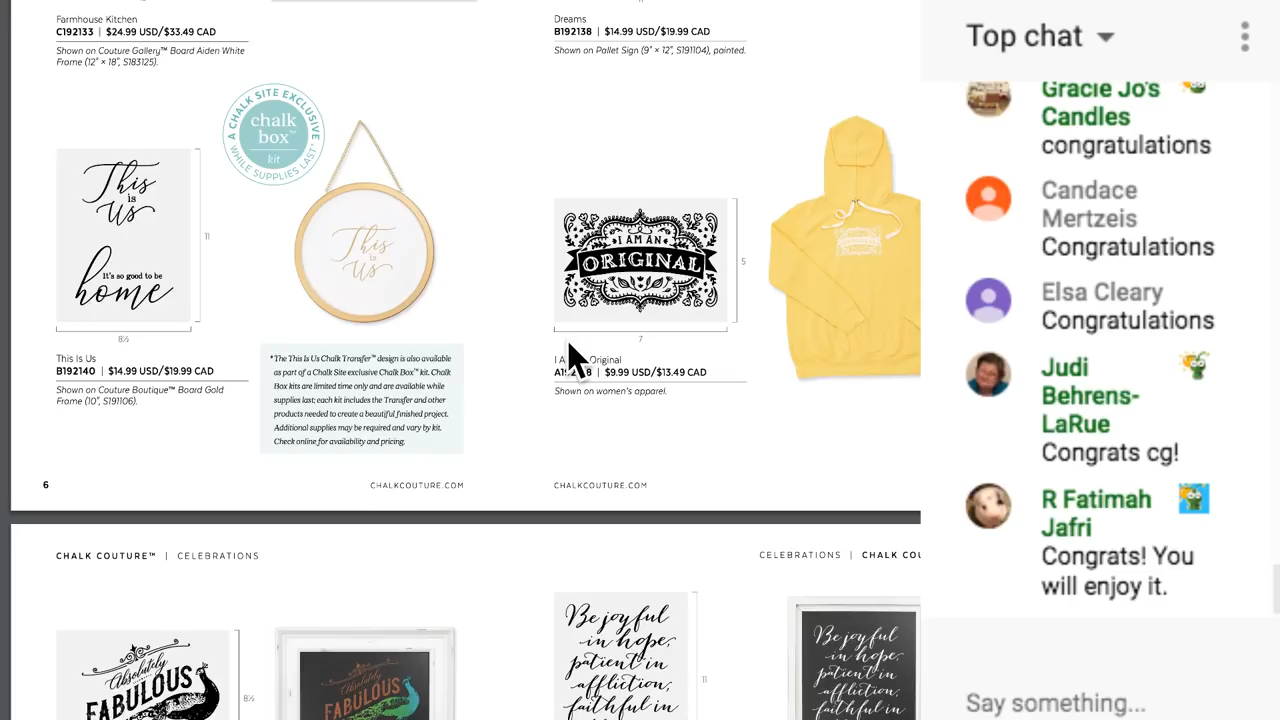 Farmhouse Kitchen
C192133 | $24.99 USD/$33.49 CAD
Shown on Couture Gallery™ Board Aiden White
Frame (12" × 18", S183125).
Dreams
B192138 | $14.99 USD/$19.99 CAD
Shown on Pallet Sign (9" × 12", S191104), painted.
A CHALK SITE EXCLUSIVE
chalk
box™
kit
WHILE SUPPLIES LAST*
This
is
Us
It's so good to be
home
11
8½
This
is
Us
This Is Us
B192140 | $14.99 USD/$19.99 CAD
Shown on Couture Boutique™ Board Gold
Frame (10", S191106).
*The This Is Us Chalk Transfer™ design is also available
as part of a Chalk Site exclusive Chalk Box™ kit. Chalk
Box kits are limited time only and are available while
supplies last; each kit includes the Transfer and other
products needed to create a beautiful finished project.
Additional supplies may be required and vary by kit.
Check online for availability and pricing.
I AM AN
ORIGINAL
5
7
I A Original
| $9.99 USD/$13.49 CAD
Shown on women's apparel.
6
CHALKCOUTURE.COM
CHALKCOUTURE.COM
CHALK COUTURE™ | CELEBRATIONS
CELEBRATIONS | CHALK COU
Absolutely
FABULOUS
8½
Absolutely
FABULOUS
Be joyful
in hope,
patient in
affliction,
faithful in
11
Be joyful
in hope,
patient in
affliction,
faithful in
Top chat
Gracie Jo's
Candles
congratulations
Candace
Mertzeis
Congratulations
Elsa Cleary
Congratulations
Judi
Behrens-
LaRue
Congrats cg!
R Fatimah
Jafri
Congrats! You
will enjoy it.
Say something...